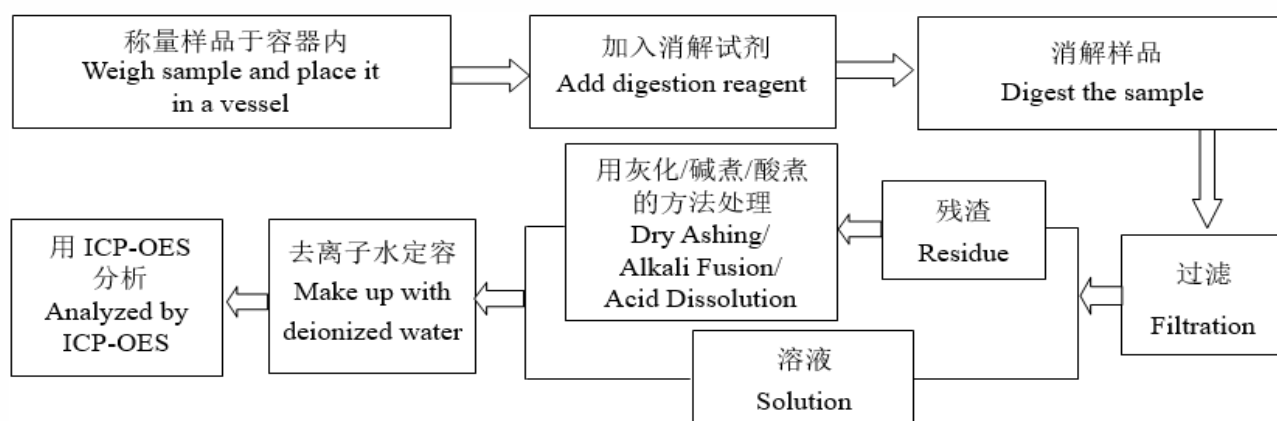 称量样品于容器内
Weigh sample and place it
in a vessel
加入消解试剂
Add digestion reagent
消解样品
Digest the sample
过滤
Filtration
残渣
Residue
用灰化/碱煮/酸煮
的方法处理
Dry Ashing/
Alkali Fusion/
Acid Dissolution
溶液
Solution
去离子水定容
Make up with
deionized water
用 ICP-OES
分析
Analyzed by
ICP-OES